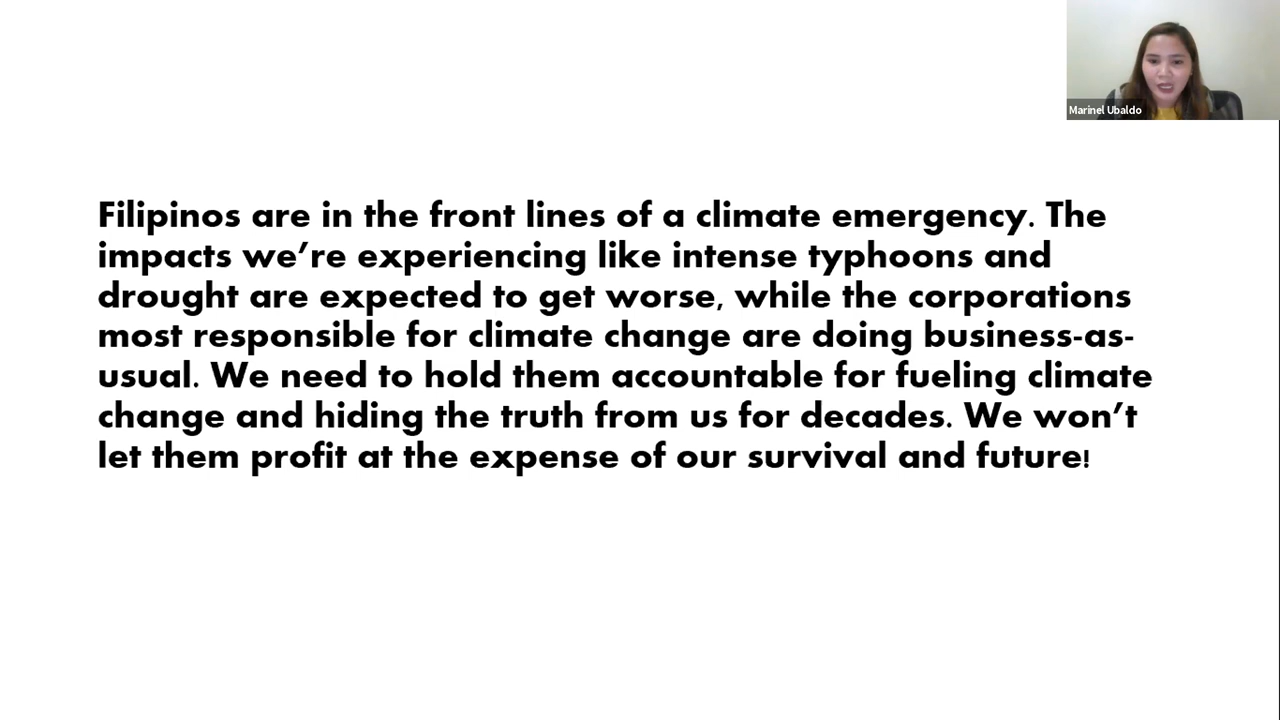 Marinel Ubaldo
Filipinos are in the front lines of a climate emergency. The
impacts we’re experiencing like intense typhoons and
drought are expected to get worse, while the corporations
most responsible for climate change are doing business-as-
usual. We need to hold them accountable for fueling climate
change and hiding the truth from us for decades. We won’t
let them profit at the expense of our survival and future!